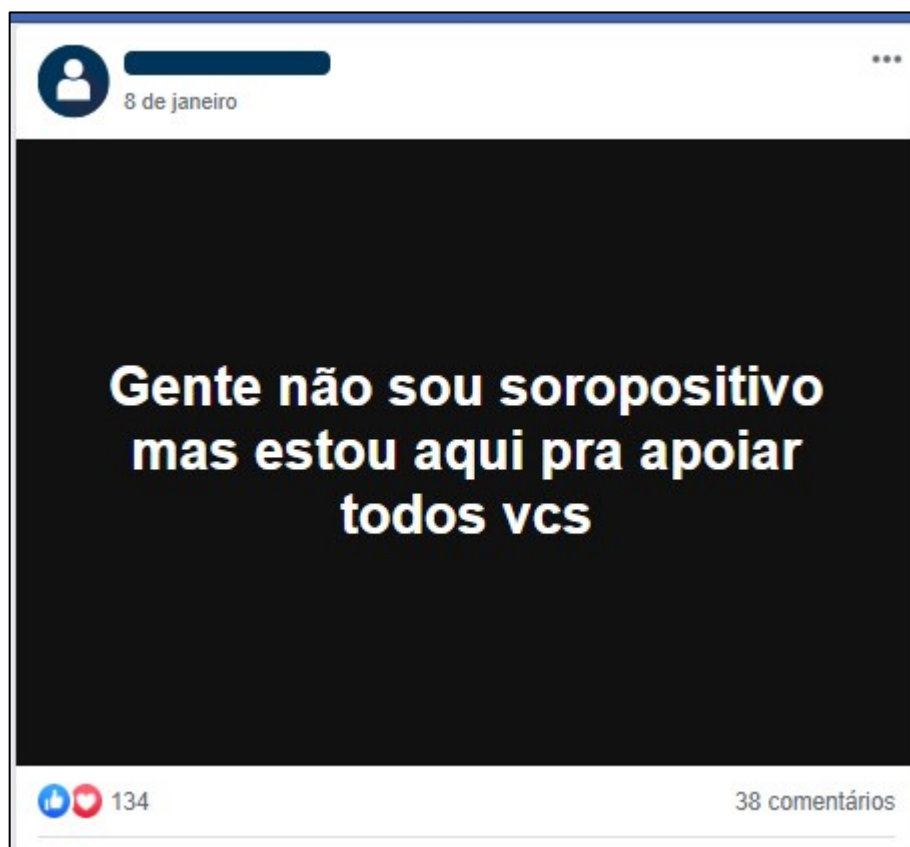 8 de janeiro
Gente não sou soropositivo
mas estou aqui pra apoiar
todos vcs
134
38 comentários